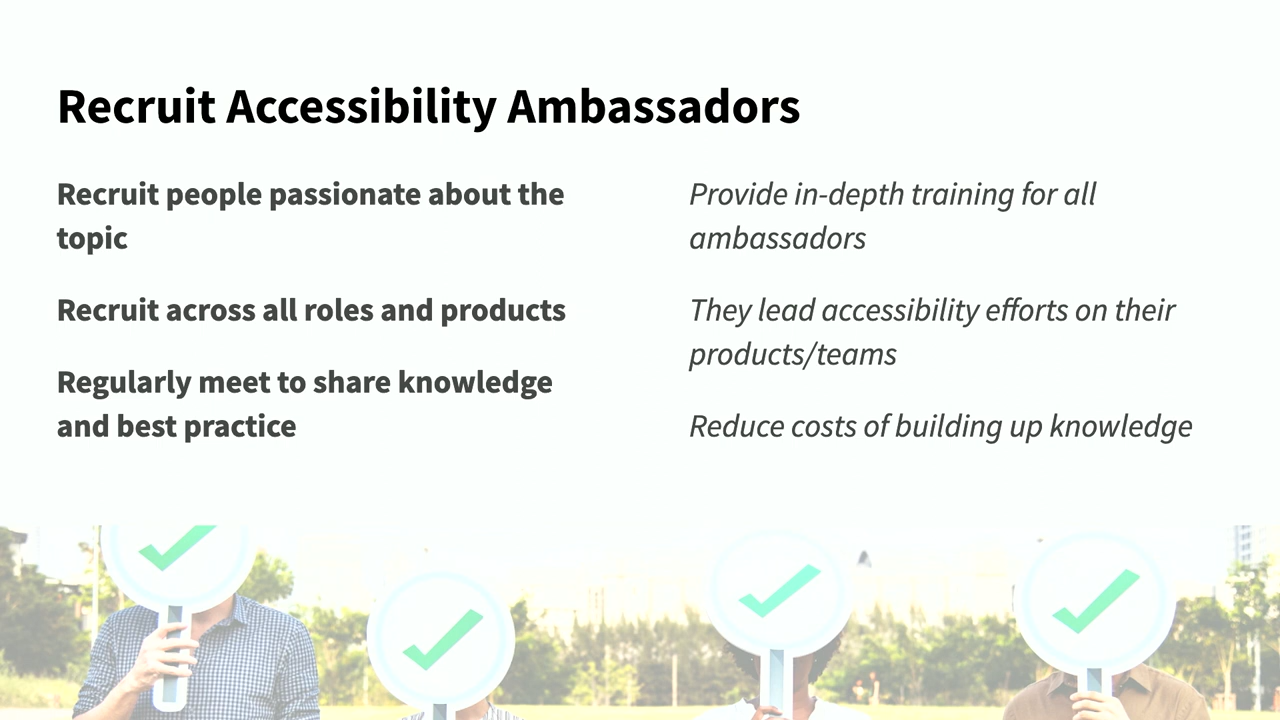 Recruit Accessibility Ambassadors
Recruit people passionate about the
topic
Recruit across all roles and products
Regularly meet to share knowledge
and best practice
Provide in-depth training for all
ambassadors
They lead accessibility efforts on their
products/teams
Reduce costs of building up knowledge